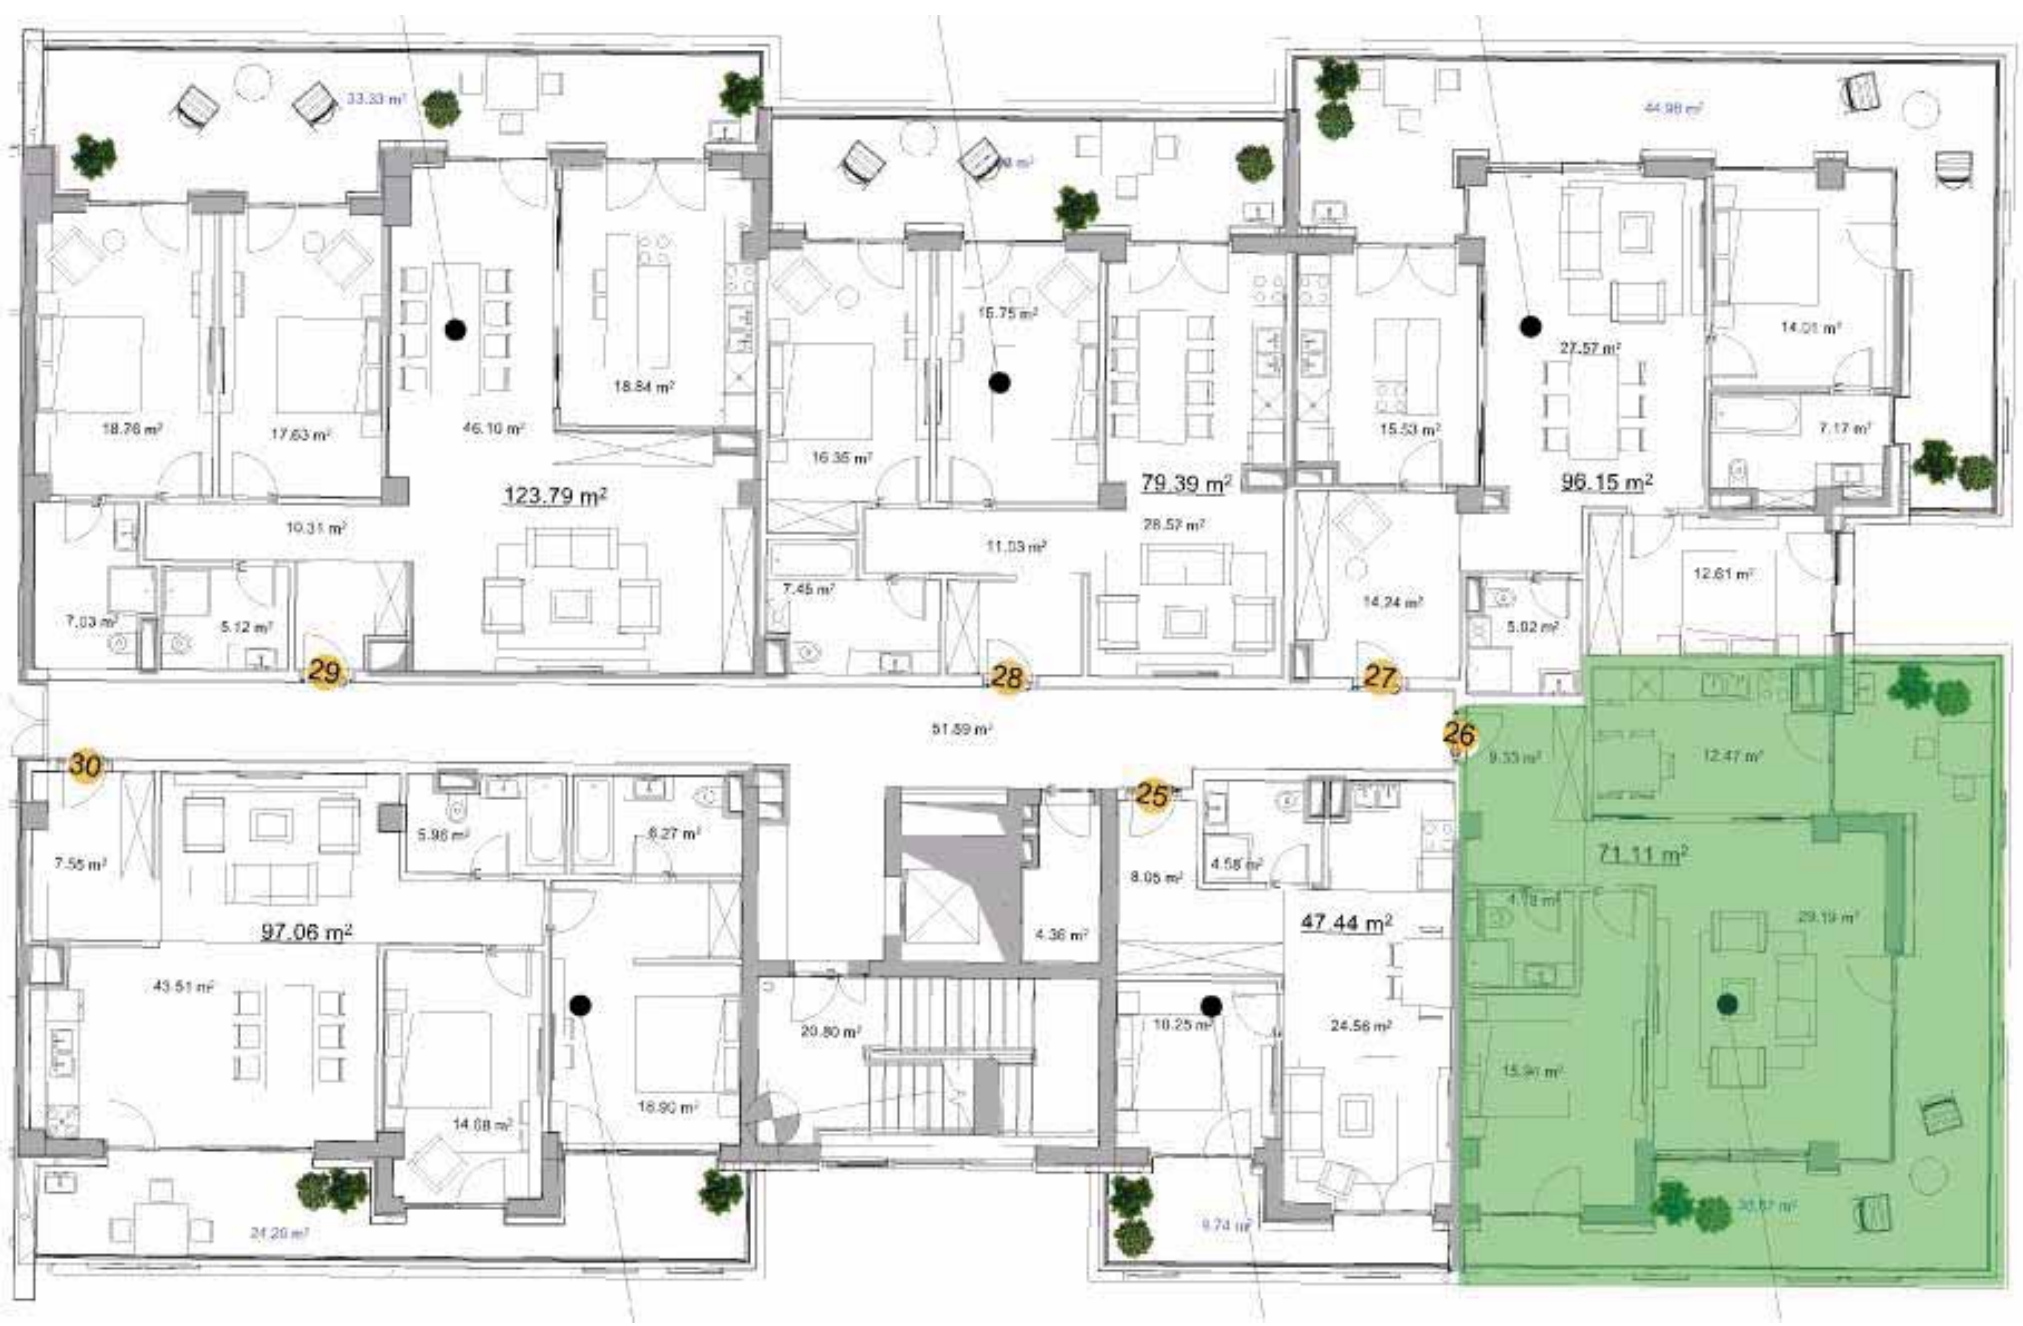 33.33 m²
44.98 m²
m²
15.75 m²
14.01 m²
27.57 m²
18.84 m²
18.76 m²
17.63 m²
46.10 m²
16.35 m²
15.53 m²
7.17 m²
123.79 m²
79.39 m²
96.15 m²
10.31 m²
28.52 m²
11.03 m²
12.61 m²
7.45 m²
14.24 m²
7.03 m²
5.12 m²
5.02 m²
29
28
27
51.89 m²
26
9.33 m²
12.47 m²
30
25
5.96 m²
6.27 m²
7.55 m²
4.58 m²
8.05 m²
71.11 m²
97.06 m²
4.36 m²
47.44 m²
4.18 m²
29.19 m²
43.51 m²
20.80 m²
10.25 m²
24.56 m²
15.91 m²
14.08 m²
18.90 m²
24.20 m²
9.74 m²